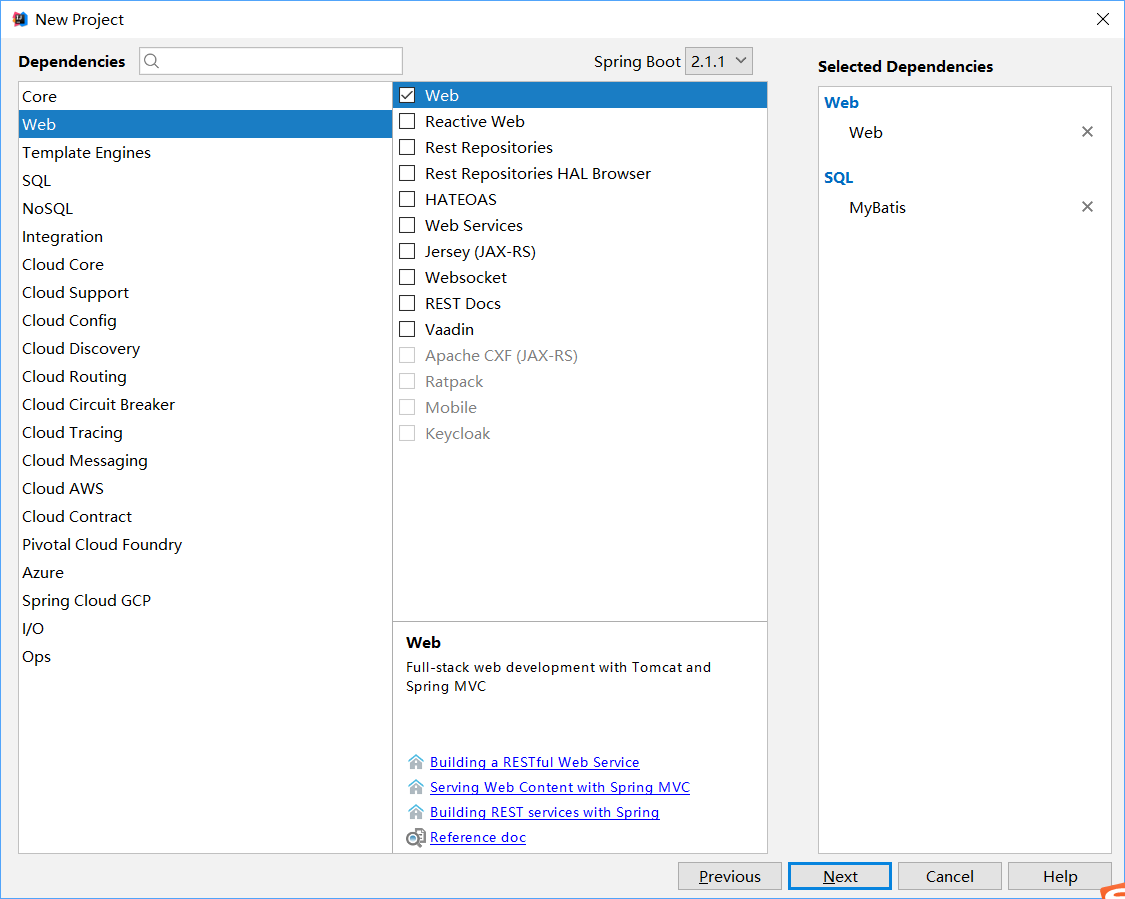 New Project
Dependencies
Spring Boot 2.1.1
Core
Web
Template Engines
SQL
NoSQL
Integration
Cloud Core
Cloud Support
Cloud Config
Cloud Discovery
Cloud Routing
Cloud Circuit Breaker
Cloud Tracing
Cloud Messaging
Cloud AWS
Cloud Contract
Pivotal Cloud Foundry
Azure
Spring Cloud GCP
I/O
Ops
Web
Reactive Web
Rest Repositories
Rest Repositories HAL Browser
HATEOAS
Web Services
Jersey (JAX-RS)
Websocket
REST Docs
Vaadin
Apache CXF (JAX-RS)
Ratpack
Mobile
Keycloak
Web
Full-stack web development with Tomcat and
Spring MVC
Building a RESTful Web Service
Serving Web Content with Spring MVC
Building REST services with Spring
Reference doc
Selected Dependencies
Web
Web
SQL
MyBatis
Previous
Next
Cancel
Help